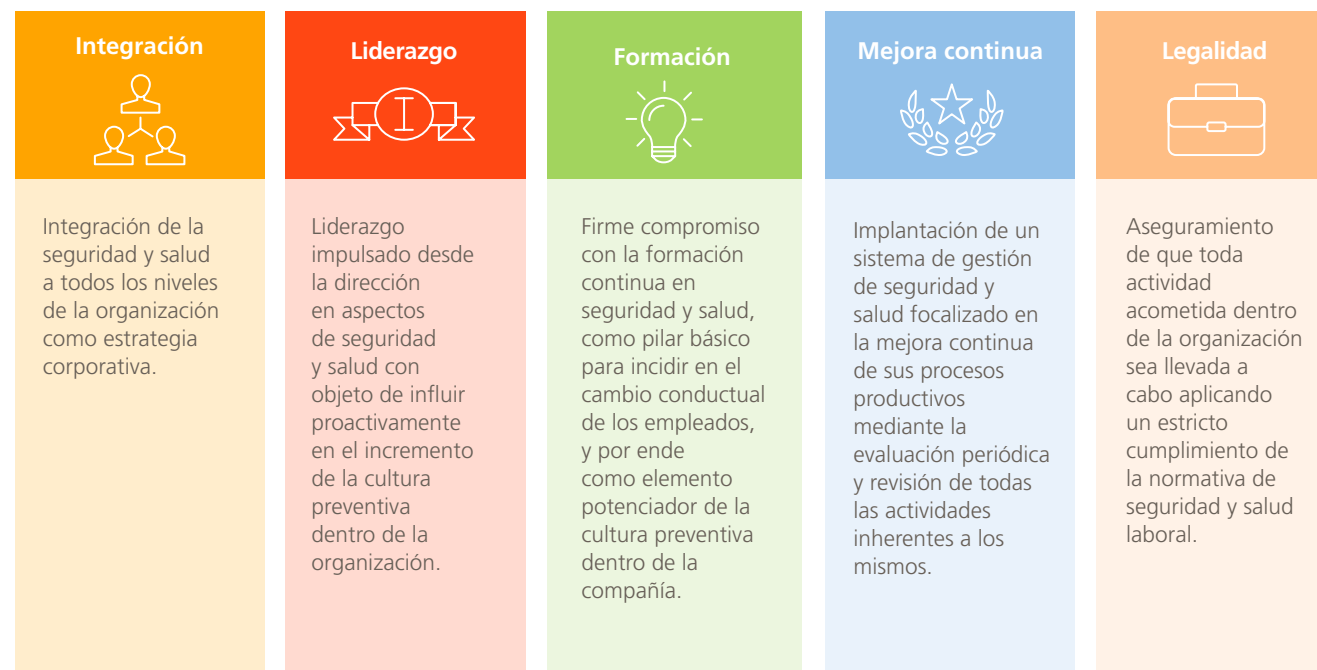 Integración
Integración de la
seguridad y salud
a todos los niveles
de la organización
como estrategia
corporativa.
Liderazgo
I
Liderazgo
impulsado desde
la dirección
en aspectos
de seguridad
y salud con
objeto de influir
proactivamente
en el incremento
de la cultura
preventiva
dentro de la
organización.
Formación
Firme compromiso
con la formación
continua en
seguridad y salud,
como pilar básico
para incidir en el
cambio conductual
de los empleados,
y por ende
como elemento
potenciador de la
cultura preventiva
dentro de la
compañía.
Mejora continua
Implantación de un
sistema de gestión
de seguridad y
salud focalizado en
la mejora continua
de sus procesos
productivos
mediante la
evaluación periódica
y revisión de todas
las actividades
inherentes a los
mismos.
Legalidad
Aseguramiento
de que toda
actividad
acometida dentro
de la organización
sea llevada a
cabo aplicando
un estricto
cumplimiento de
la normativa de
seguridad y salud
laboral.